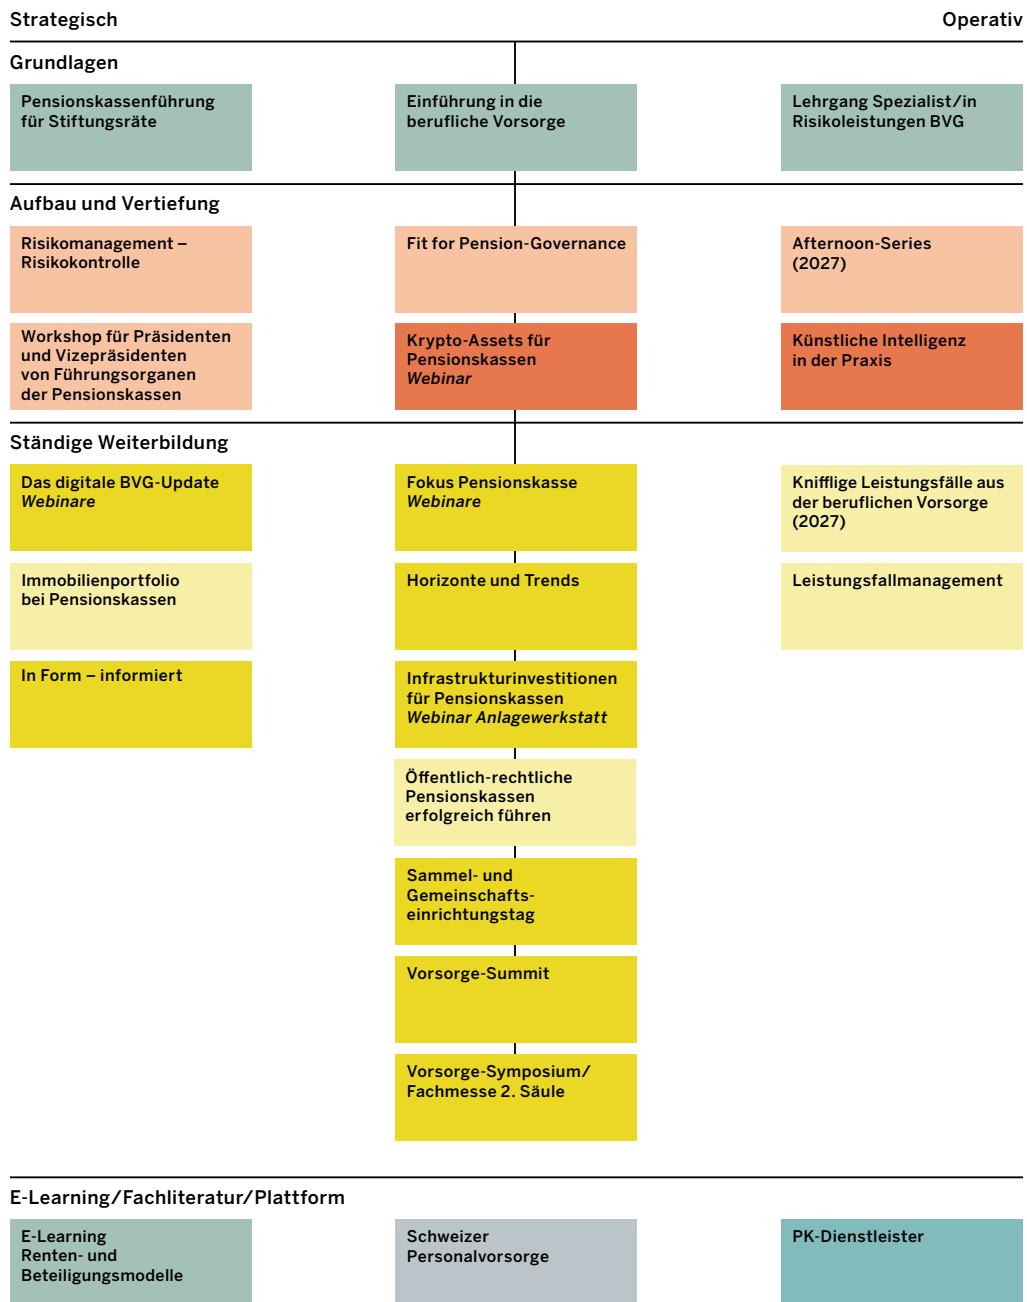 Strategisch
Operativ
Grundlagen
Pensionskassenführung
für Stiftungsräte
Einführung in die
berufliche Vorsorge
Lehrgang Spezialist/in
Risikoleistungen BVG
Aufbau und Vertiefung
Risikomanagement –
Risikokontrolle
Fit for Pension-Governance
Afternoon-Series
(2027)
Workshop für Präsidenten
und Vizepräsidenten
von Führungsorganen
der Pensionskassen
Krypto-Assets für
Pensionskassen
Webinar
Künstliche Intelligenz
in der Praxis
Ständige Weiterbildung
Das digitale BVG-Update
Webinare
Fokus Pensionskasse
Webinare
Knifflige Leistungsfälle aus
der beruflichen Vorsorge
(2027)
Immobilienportfolio
bei Pensionskassen
Horizonte und Trends
Leistungsfallmanagement
In Form – informiert
Infrastrukturinvestitionen
für Pensionskassen
Webinar Anlagewerkstatt
Öffentlich-rechtliche
Pensionskassen
erfolgreich führen
Sammel- und
Gemeinschafts-
einrichtungstag
Vorsorge-Summit
Vorsorge-Symposium/
Fachmesse 2. Säule
E-Learning/Fachliteratur/Plattform
E-Learning
Renten- und
Beteiligungsmodelle
Schweizer
Personalvorsorge
PK-Dienstleister